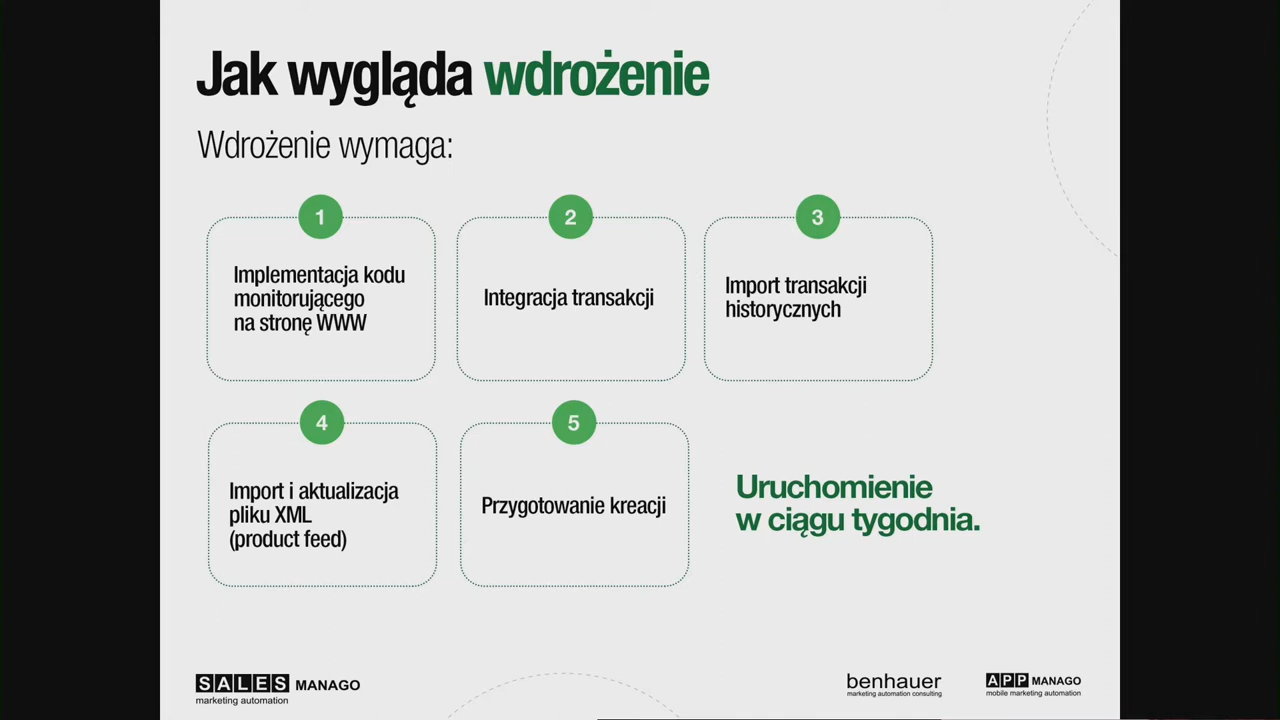 Jak wygląda wdrożenie
Wdrożenie wymaga:
1
Implementacja kodu
monitorującego
na stronę WWW
2
Integracja transakcji
3
Import transakcji
historycznych
4
Import i aktualizacja
pliku XML
(product feed)
5
Przygotowanie kreacji
Uruchomienie
w ciągu tygodnia.
SALES MANAGO
marketing automation
benhauer
marketing automation consulting
APP MANAGO
mobile marketing automation